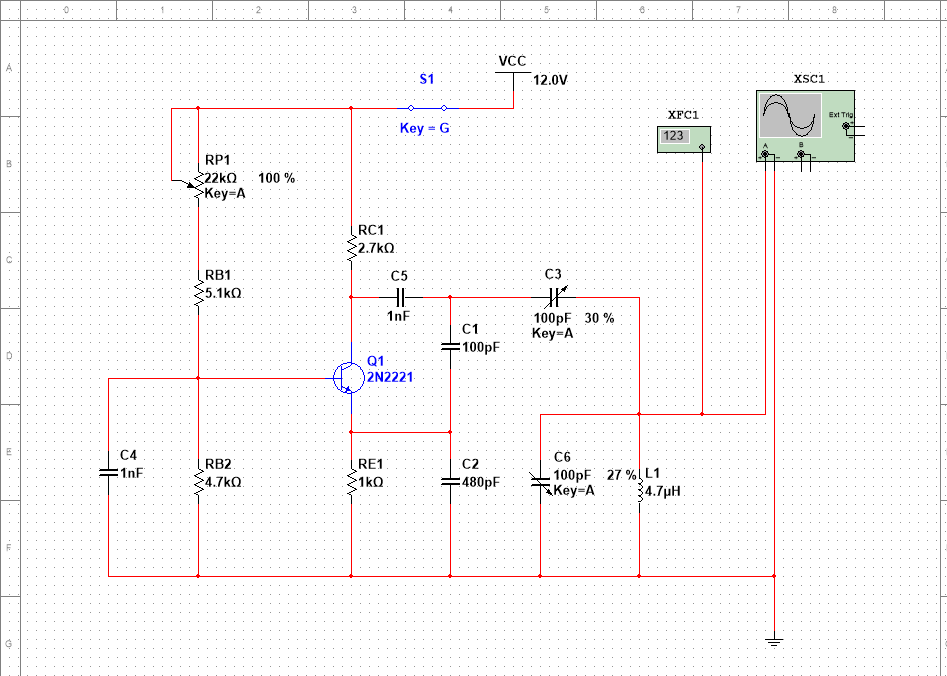 0 1 2 3 4 5 6 7 8
A
B
C
D
E
F
G
VCC
12.0V
S1
Key = G
XSC1
Ext Trig
+
-
A
B
+ - + -
XFC1
123
RP1
22kΩ 100 %
Key=A
RC1
2.7kΩ
RB1
5.1kΩ
C5
1nF
C3
100pF 30 %
Key=A
C1
100pF
Q1
2N2221
C4
1nF
RB2
4.7kΩ
RE1
1kΩ
C2
480pF
C6
100pF 27 %
Key=A
L1
4.7µH